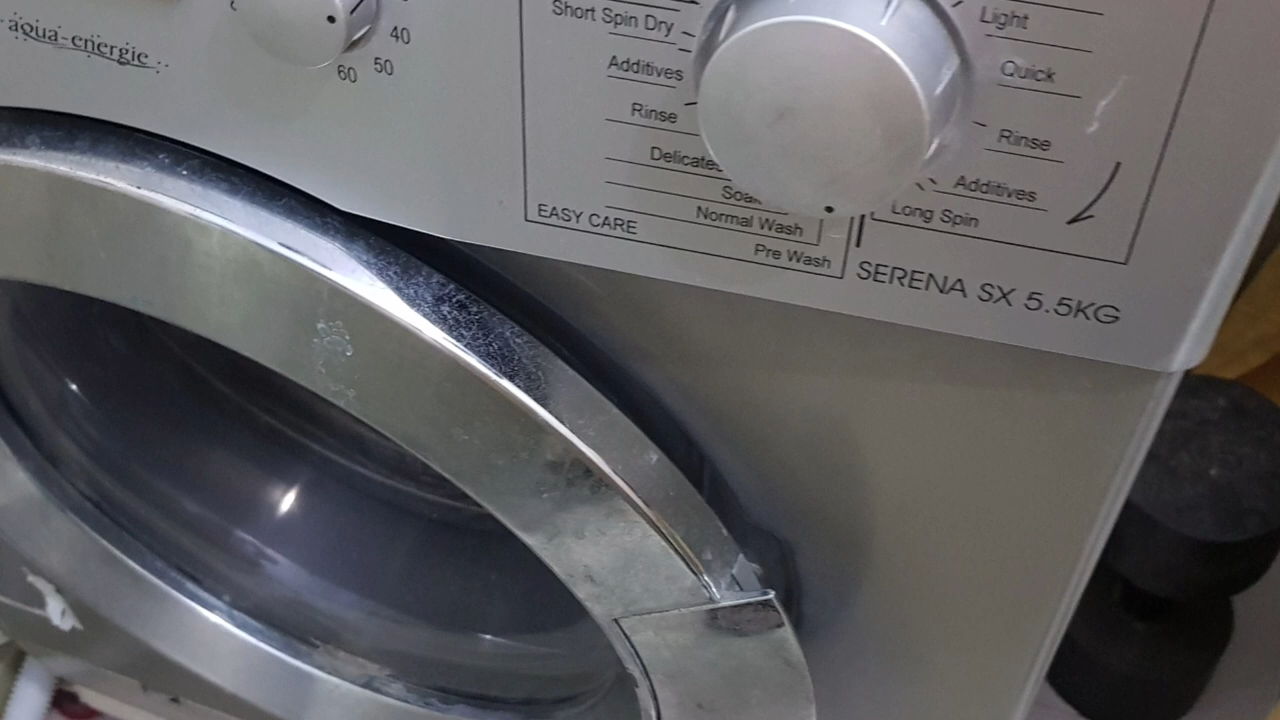 aqua-energie
40
50
60
Short Spin Dry
Additives
Rinse
Delicates
Soak
Normal Wash
Pre Wash
EASY CARE
Light
Quick
Rinse
Additives
Long Spin
SERENA SX 5.5KG